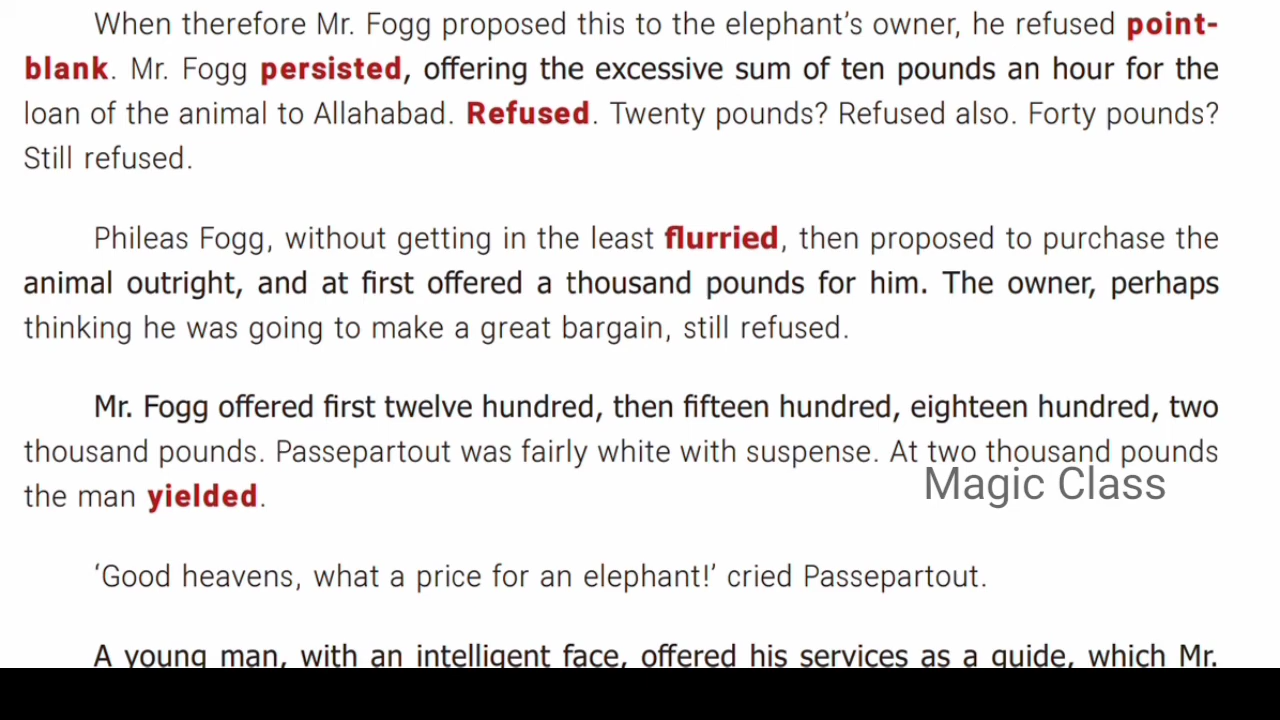 When therefore Mr. Fogg proposed this to the elephant’s owner, he refused point-
blank. Mr. Fogg persisted, offering the excessive sum of ten pounds an hour for the
loan of the animal to Allahabad. Refused. Twenty pounds? Refused also. Forty pounds?
Still refused.
Phileas Fogg, without getting in the least flurried, then proposed to purchase the
animal outright, and at first offered a thousand pounds for him. The owner, perhaps
thinking he was going to make a great bargain, still refused.
Mr. Fogg offered first twelve hundred, then fifteen hundred, eighteen hundred, two
thousand pounds. Passepartout was fairly white with suspense. At two thousand pounds
the man yielded.
Magic Class
‘Good heavens, what a price for an elephant!’ cried Passepartout.
A young man, with an intelligent face, offered his services as a guide, which Mr.